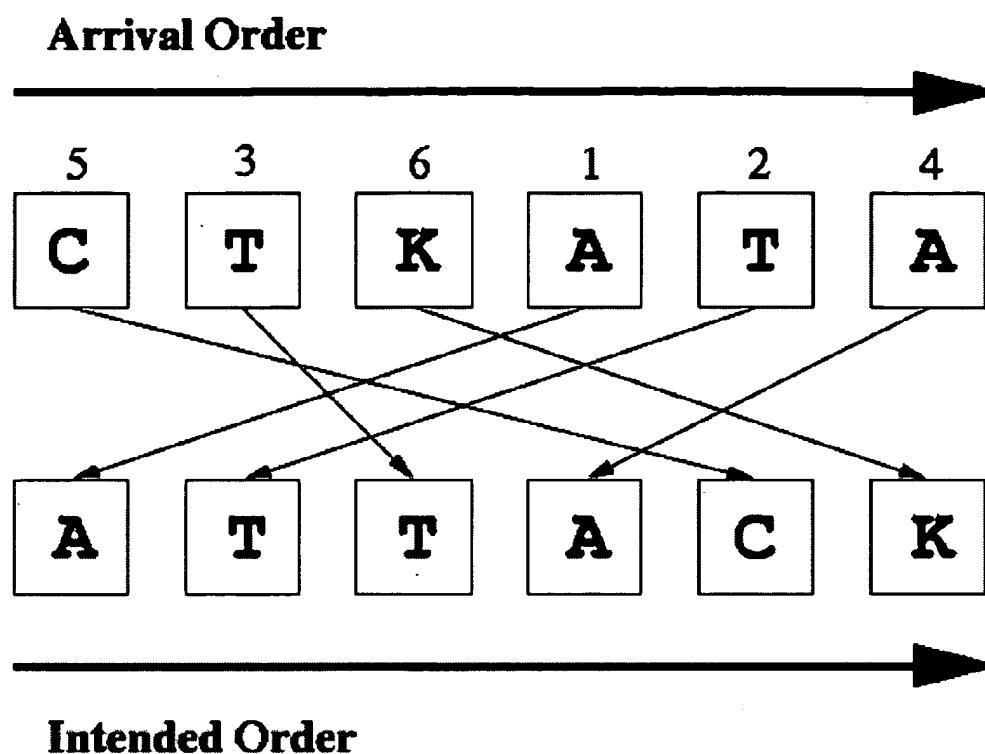 Arrival Order
5 3 6 1 2 4
C T K A T A
A T T A C K
Intended Order